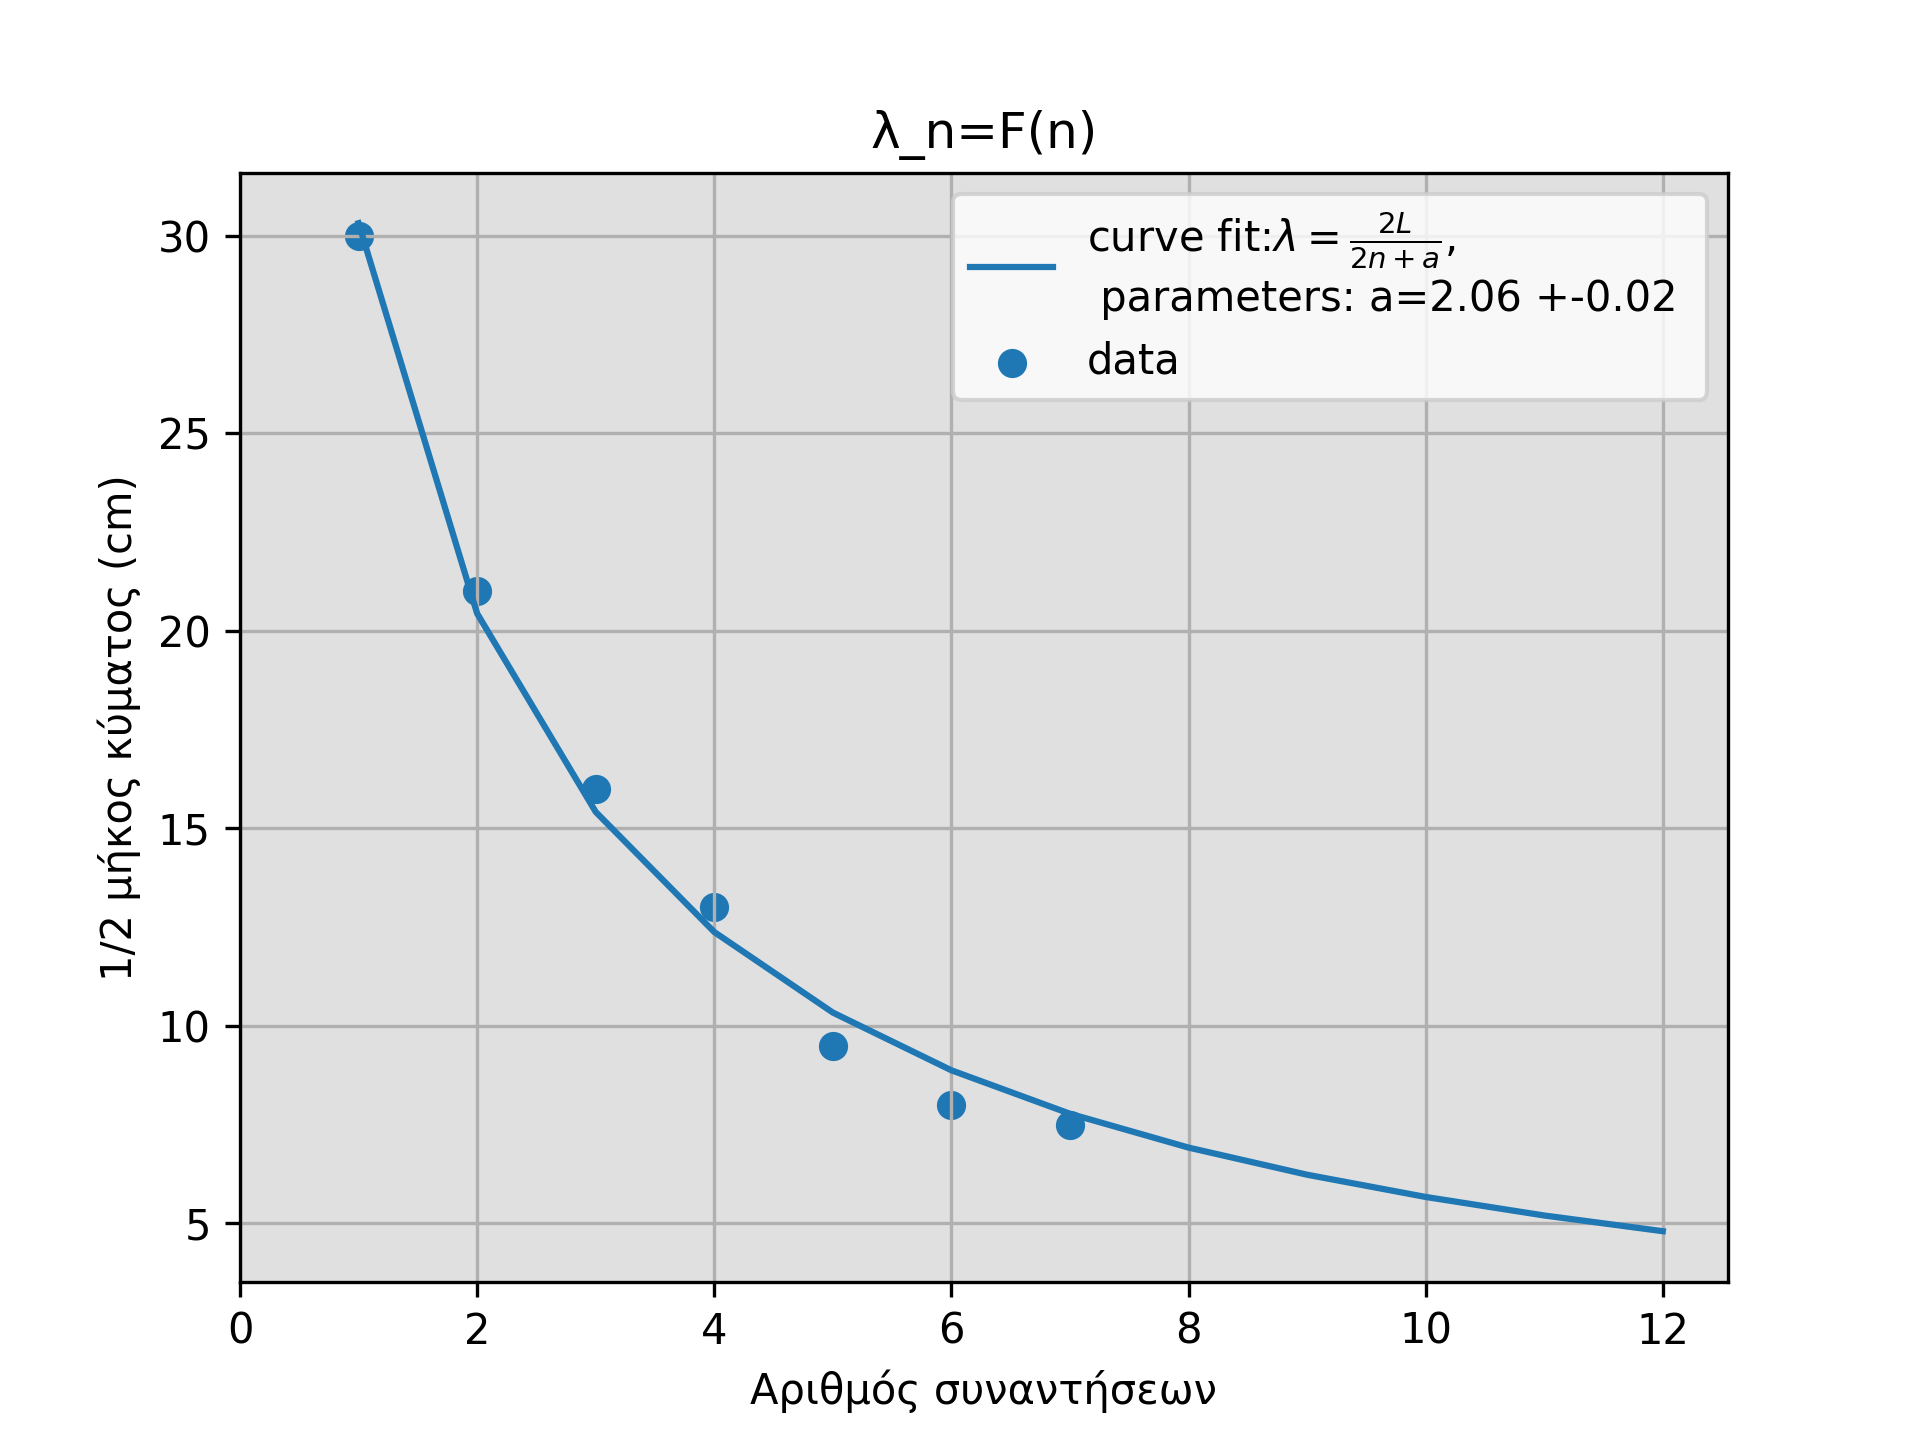 λ_n=F(n)
curve fit:λ = \frac{2L}{2n + a},
parameters: a=2.06 +-0.02
data
1/2 μήκος κύματος (cm)
30
25
20
15
10
5
0 2 4 6 8 10 12
Αριθμός συναντήσεων